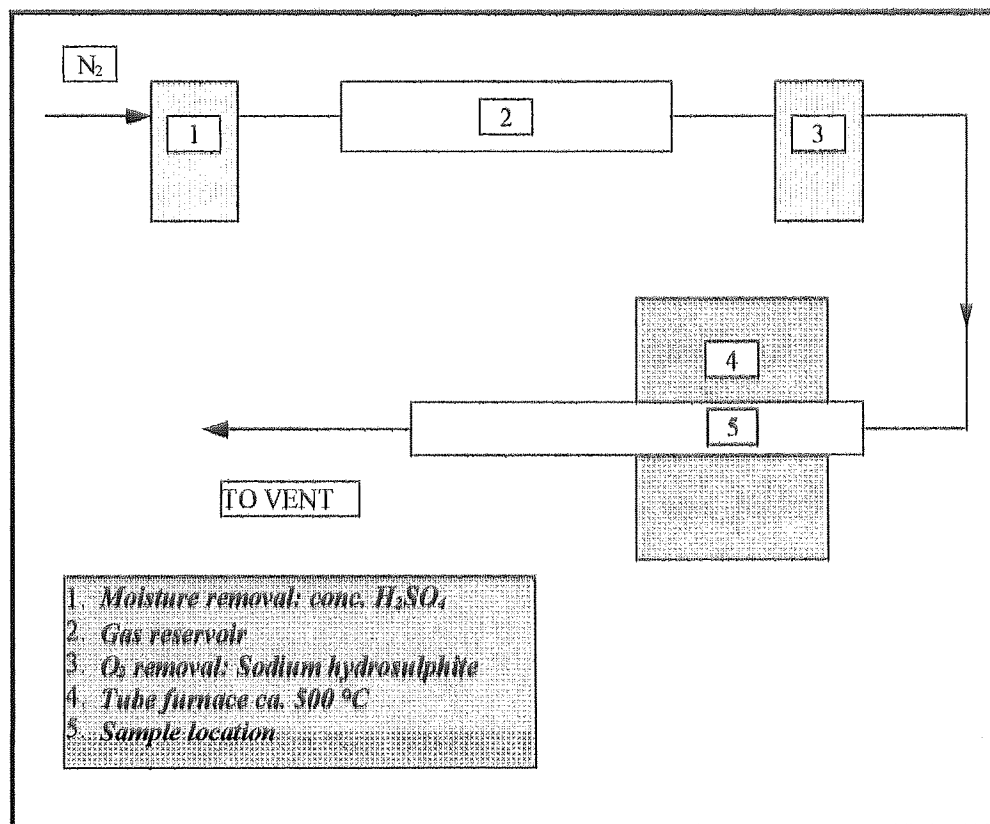 N₂
1
2
3
4
5
TO VENT
1. Moisture removal: conc. H₂SO₄
2. Gas reservoir
3. O₂ removal: Sodium hydrosulphite
4. Tube furnace ca. 500 °C
5. Sample location